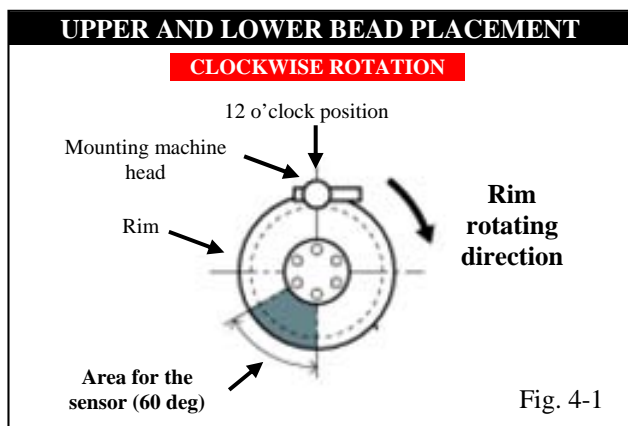 UPPER AND LOWER BEAD PLACEMENT
CLOCKWISE ROTATION
12 o’clock position
Mounting machine
head
Rim
Rim
rotating
direction
Area for the
sensor (60 deg)
Fig. 4-1